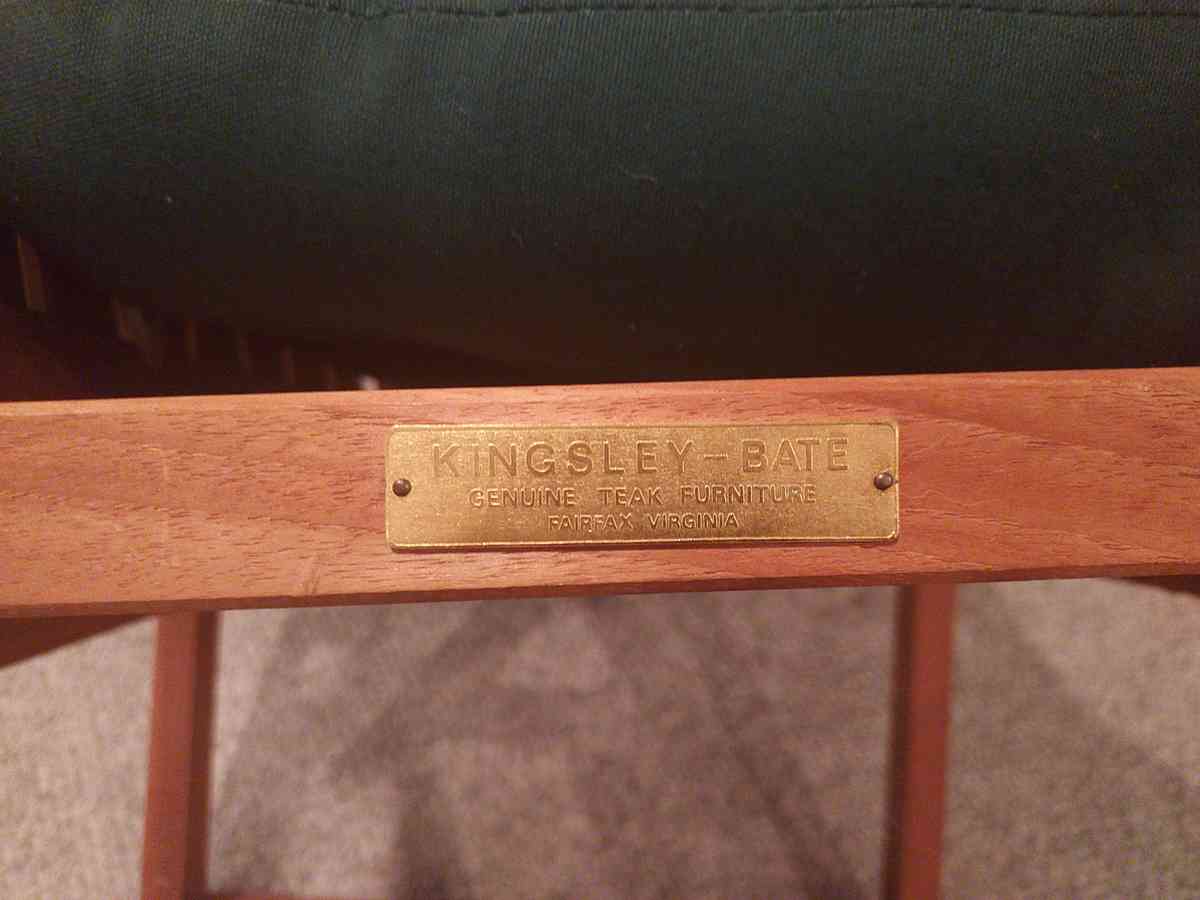 KINGSLEY-BATE
GENUINE TEAK FURNITURE
FAIRFAX VIRGINIA